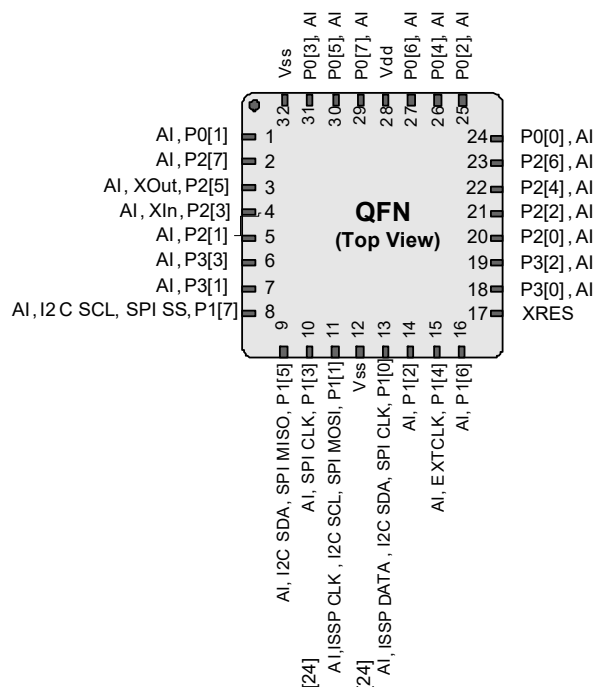 Vss
P0[3], AI
P0[5], AI
P0[7], AI
Vdd
P0[6], AI
P0[4], AI
P0[2], AI
32
31
30
29
28
27
26
25
AI, P0[1]
1
AI, P2[7]
2
AI, XOut, P2[5]
3
AI, XIn, P2[3]
4
AI, P2[1]
5
AI, P3[3]
6
AI, P3[1]
7
AI, I2C SCL, SPI SS, P1[7]
8
QFN
(Top View)
24
P0[0], AI
23
P2[6], AI
22
P2[4], AI
21
P2[2], AI
20
P2[0], AI
19
P3[2], AI
18
P3[0], AI
17
XRES
9
10
11
12
13
14
15
16
AI, I2C SDA, SPI MISO, P1[5]
AI, SPI CLK, P1[3]
AI, ISSP CLK, I2C SCL, SPI MOSI, P1[1]
Vss
AI, ISSP DATA, I2C SDA, SPI CLK, P1[0]
AI, P1[2]
AI, EXTCLK, P1[4]
AI, P1[6]
[24]
[24]